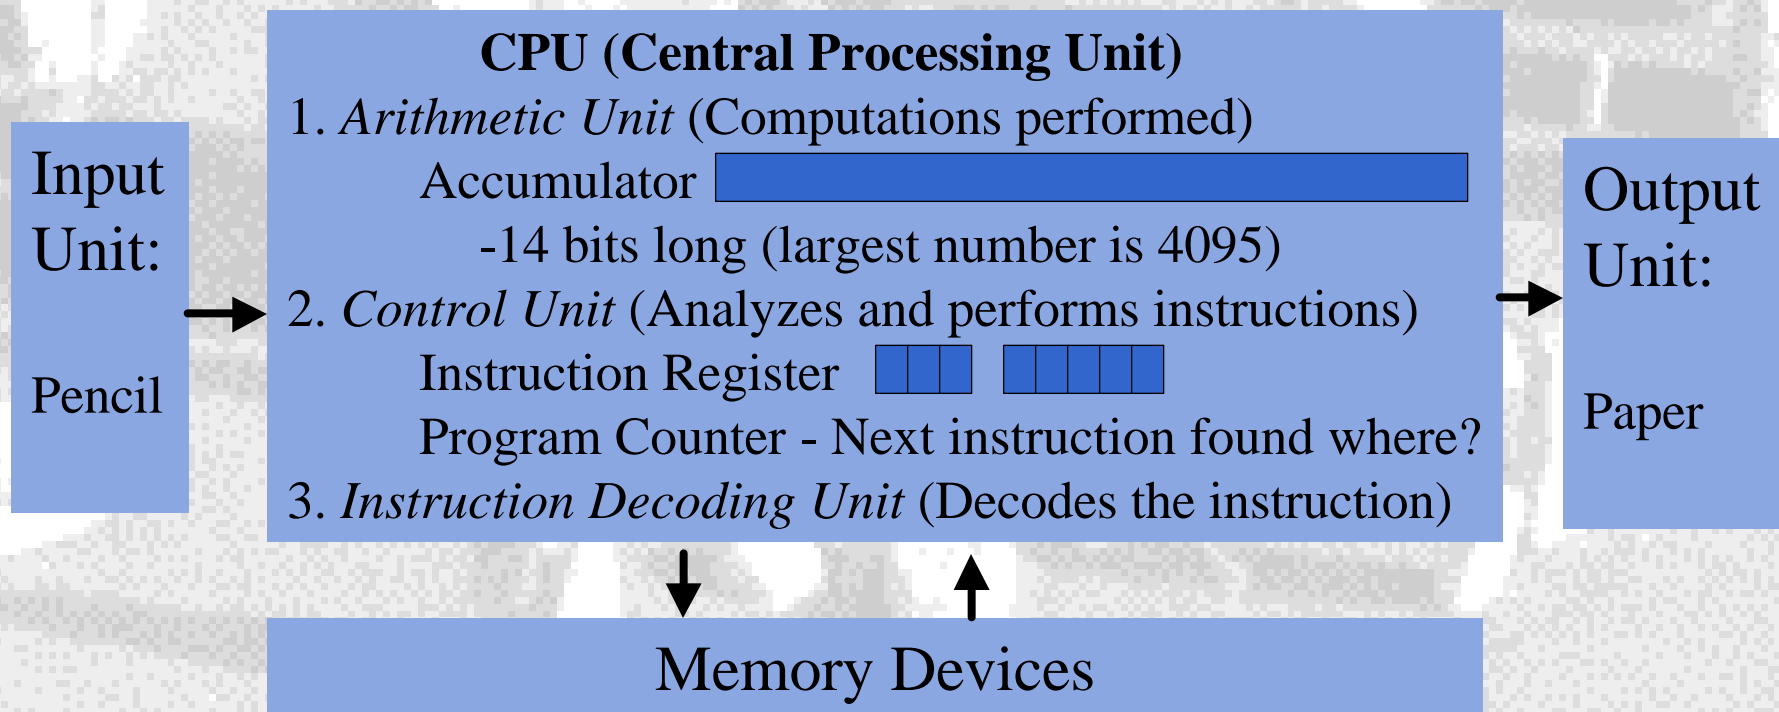 CPU (Central Processing Unit)
1. Arithmetic Unit (Computations performed)
Accumulator
-14 bits long (largest number is 4095)
2. Control Unit (Analyzes and performs instructions)
Instruction Register
Program Counter - Next instruction found where?
3. Instruction Decoding Unit (Decodes the instruction)
Input
Unit:
Pencil
Output
Unit:
Paper
Memory Devices